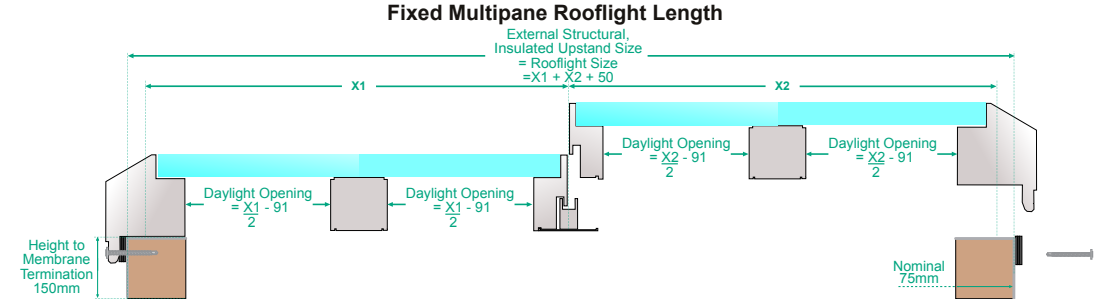 Fixed Multipane Rooflight Length
External Structural,
Insulated Upstand Size
= Rooflight Size
=X1 + X2 + 50
X1
X2
Daylight Opening
= X2 - 91
2
Daylight Opening
= X2 - 91
2
Daylight Opening
= X1 - 91
2
Daylight Opening
= X1 - 91
2
Height to
Membrane
Termination
150mm
Nominal
75mm